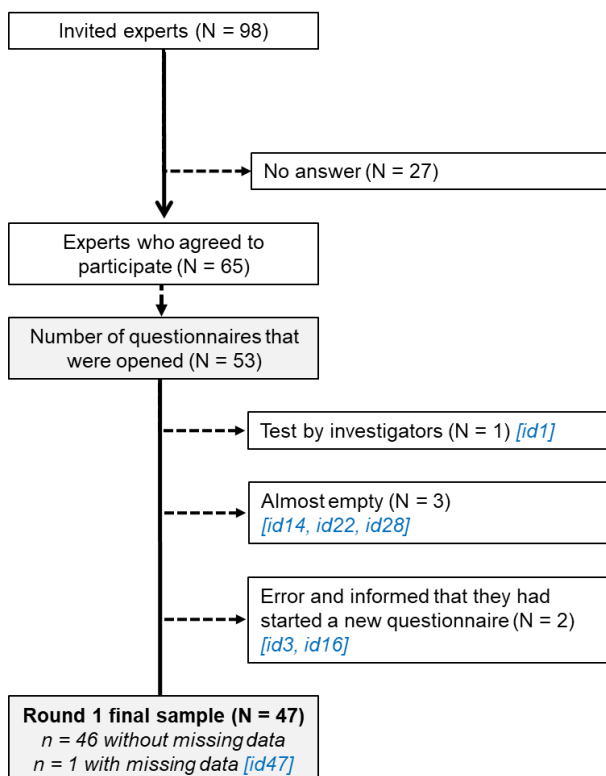 Invited experts (N = 98)
No answer (N = 27)
Experts who agreed to
participate (N = 65)
Number of questionnaires that
were opened (N = 53)
Test by investigators (N = 1) [id1]
Almost empty (N = 3)
[id14, id22, id28]
Error and informed that they had
started a new questionnaire (N = 2)
[id3, id16]
Round 1 final sample (N = 47)
n = 46 without missing data
n = 1 with missing data [id47]